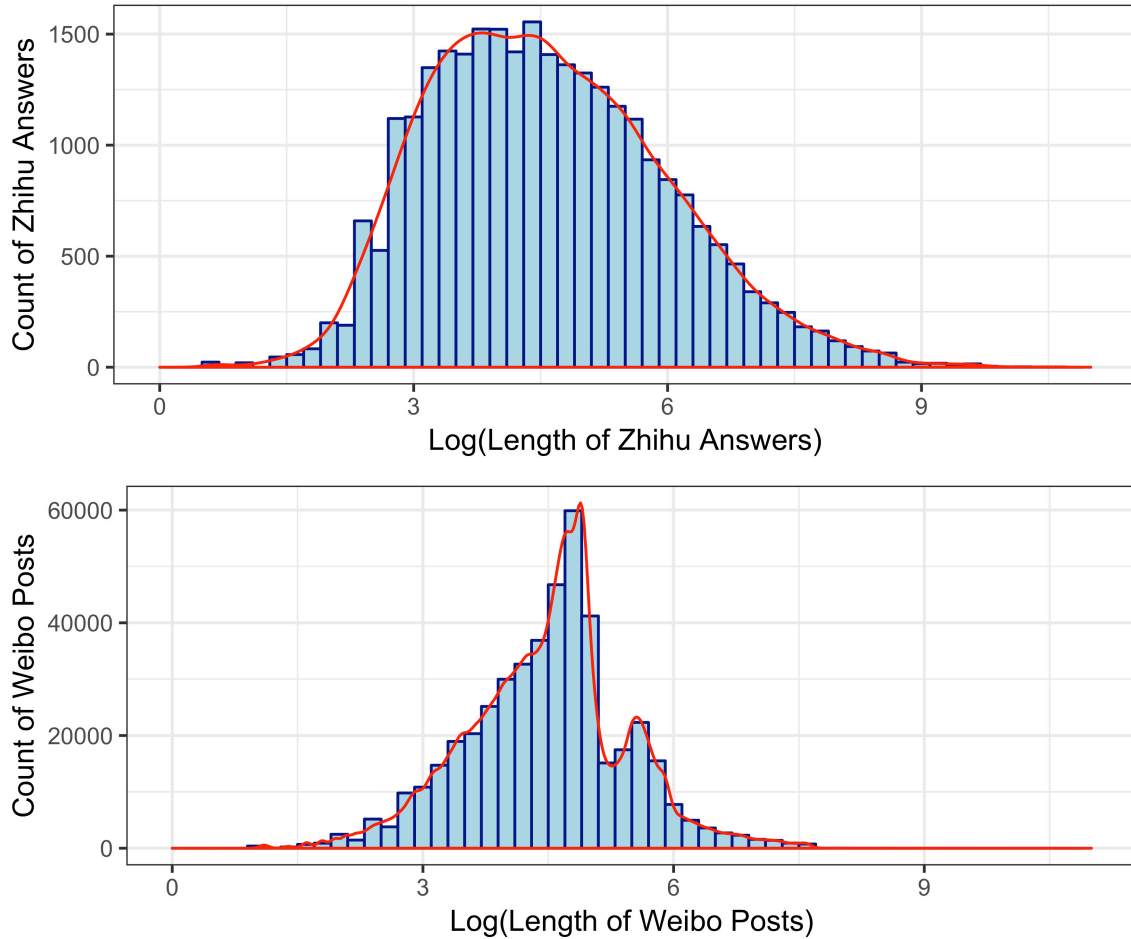 Count of Zhihu Answers
1500
1000
500
0
0 3 6 9
Log(Length of Zhihu Answers)
Count of Weibo Posts
60000
40000
20000
0
0 3 6 9
Log(Length of Weibo Posts)